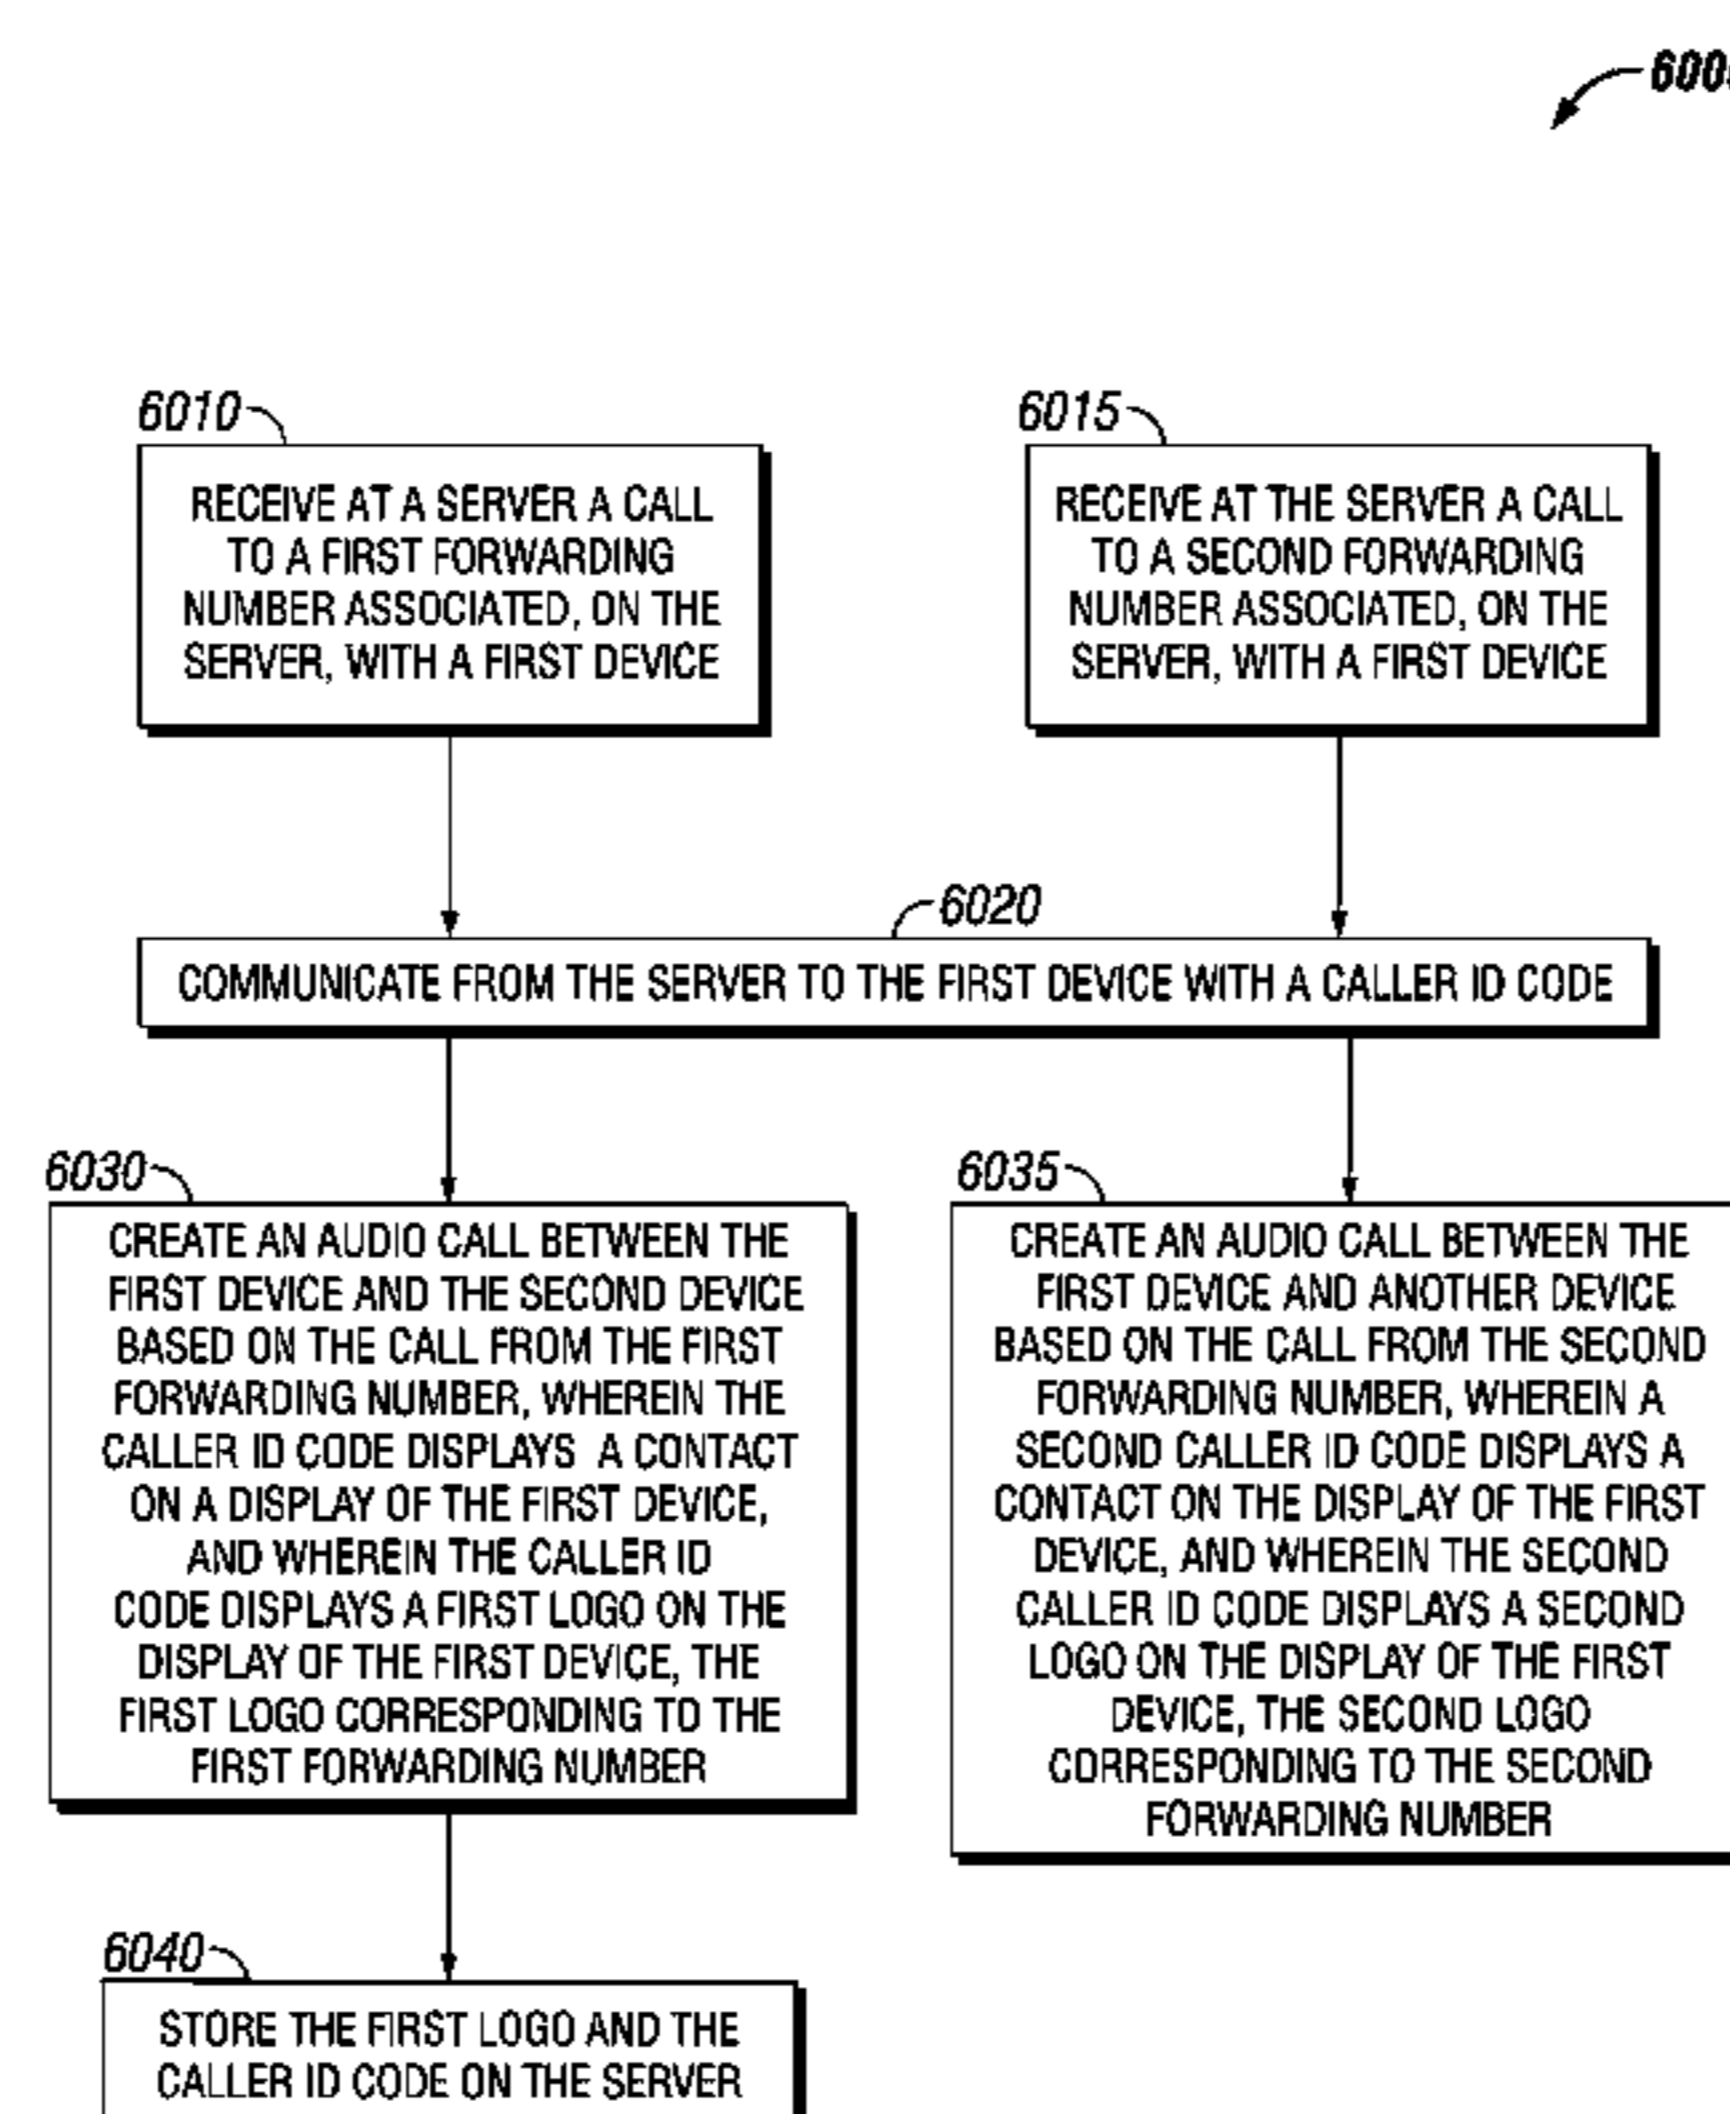 6010
RECEIVE AT A SERVER A CALL
TO A FIRST FORWARDING
NUMBER ASSOCIATED, ON THE
SERVER, WITH A FIRST DEVICE
6015
RECEIVE AT THE SERVER A CALL
TO A SECOND FORWARDING
NUMBER ASSOCIATED, ON THE
SERVER, WITH A FIRST DEVICE
6020
COMMUNICATE FROM THE SERVER TO THE FIRST DEVICE WITH A CALLER ID CODE
6030
CREATE AN AUDIO CALL BETWEEN THE
FIRST DEVICE AND THE SECOND DEVICE
BASED ON THE CALL FROM THE FIRST
FORWARDING NUMBER, WHEREIN THE
CALLER ID CODE DISPLAYS A CONTACT
ON A DISPLAY OF THE FIRST DEVICE,
AND WHEREIN THE CALLER ID
CODE DISPLAYS A FIRST LOGO ON THE
DISPLAY OF THE FIRST DEVICE, THE
FIRST LOGO CORRESPONDING TO THE
FIRST FORWARDING NUMBER
6035
CREATE AN AUDIO CALL BETWEEN THE
FIRST DEVICE AND ANOTHER DEVICE
BASED ON THE CALL FROM THE SECOND
FORWARDING NUMBER, WHEREIN A
SECOND CALLER ID CODE DISPLAYS A
CONTACT ON THE DISPLAY OF THE FIRST
DEVICE, AND WHEREIN THE SECOND
CALLER ID CODE DISPLAYS A SECOND
LOGO ON THE DISPLAY OF THE FIRST
DEVICE, THE SECOND LOGO
CORRESPONDING TO THE SECOND
FORWARDING NUMBER
6040
STORE THE FIRST LOGO AND THE
CALLER ID CODE ON THE SERVER